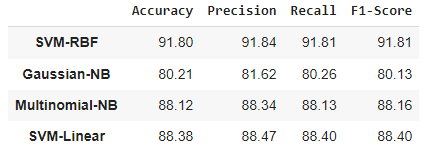 Accuracy Precision Recall F1-Score
SVM-RBF 91.80 91.84 91.81 91.81
Gaussian-NB 80.21 81.62 80.26 80.13
Multinomial-NB 88.12 88.34 88.13 88.16
SVM-Linear 88.38 88.47 88.40 88.40